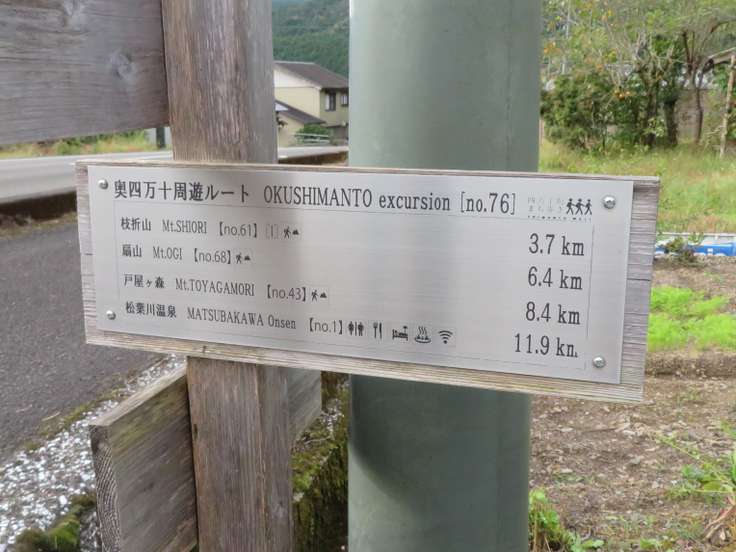 奥四万十周遊ルート OKUSHIMANTO excursion [no.76]
枝折山 Mt.SHIORI 【no.61】
3.7 km
扇山 Mt.OGI 【no.68】
6.4 km
戸屋ヶ森 Mt.TOYAGAMORI 【no.43】
8.4 km
松葉川温泉 MATSUBAKAWA Onsen 【no.1】
11.9 km